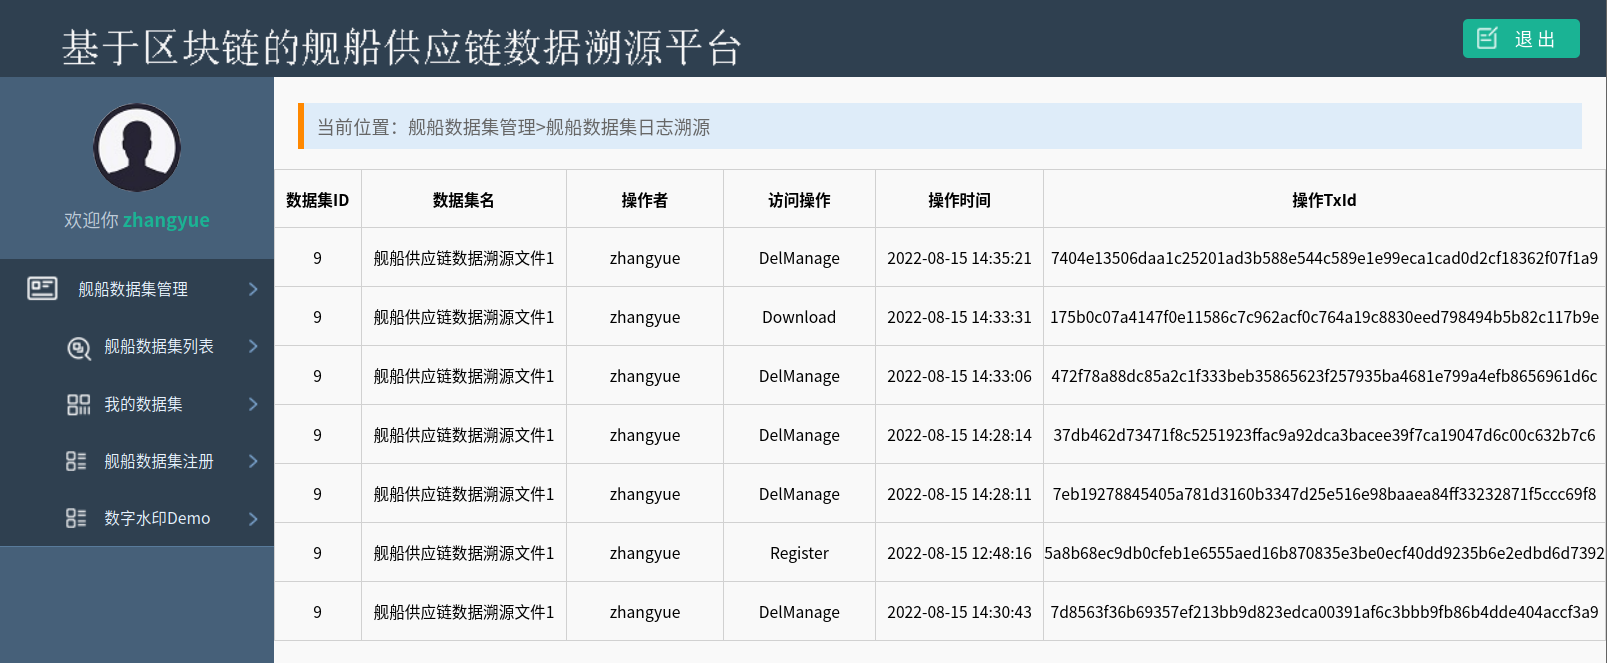 基于区块链的舰船供应链数据溯源平台
退 出
欢迎你 zhangyue
舰船数据集管理
舰船数据集列表
我的数据集
舰船数据集注册
数字水印Demo
当前位置：舰船数据集管理>舰船数据集日志溯源
数据集ID 数据集名 操作者 访问操作 操作时间 操作TxId
9 舰船供应链数据溯源文件1 zhangyue DelManage 2022-08-15 14:35:21 7404e13506daa1c25201ad3b588e544c589e1e99eca1cad0d2cf18362f07f1a9
9 舰船供应链数据溯源文件1 zhangyue Download 2022-08-15 14:33:31 175b0c07a4147f0e11586c7c962acf0c764a19c8830eed798494b5b82c117b9e
9 舰船供应链数据溯源文件1 zhangyue DelManage 2022-08-15 14:33:06 472f78a88dc85a2c1f333beb35865623f257935ba4681e799a4efb8656961d6c
9 舰船供应链数据溯源文件1 zhangyue DelManage 2022-08-15 14:28:14 37db462d73471f8c5251923ffac9a92dca3bacee39f7ca19047d6c00c632b7c6
9 舰船供应链数据溯源文件1 zhangyue DelManage 2022-08-15 14:28:11 7eb19278845405a781d3160b3347d25e516e98baaea84ff33232871f5ccc69f8
9 舰船供应链数据溯源文件1 zhangyue Register 2022-08-15 12:48:16 5a8b68ec9db0cfeb1e6555aed16b870835e3be0ecf40dd9235b6e2edbd6d7392
9 舰船供应链数据溯源文件1 zhangyue DelManage 2022-08-15 14:30:43 7d8563f36b69357ef213bb9d823edca00391af6c3bbb9fb86b4dde404accf3a9